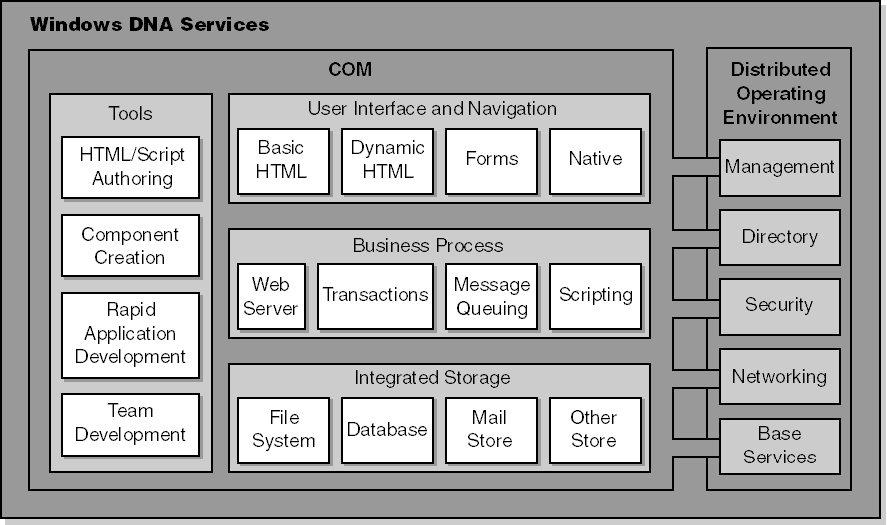 Windows DNA Services
COM
Tools
HTML/Script
Authoring
Component
Creation
Rapid
Application
Development
Team
Development
User Interface and Navigation
Basic
HTML
Dynamic
HTML
Forms
Native
Business Process
Web
Server
Transactions
Message
Queuing
Scripting
Integrated Storage
File
System
Database
Mail
Store
Other
Store
Distributed
Operating
Environment
Management
Directory
Security
Networking
Base
Services